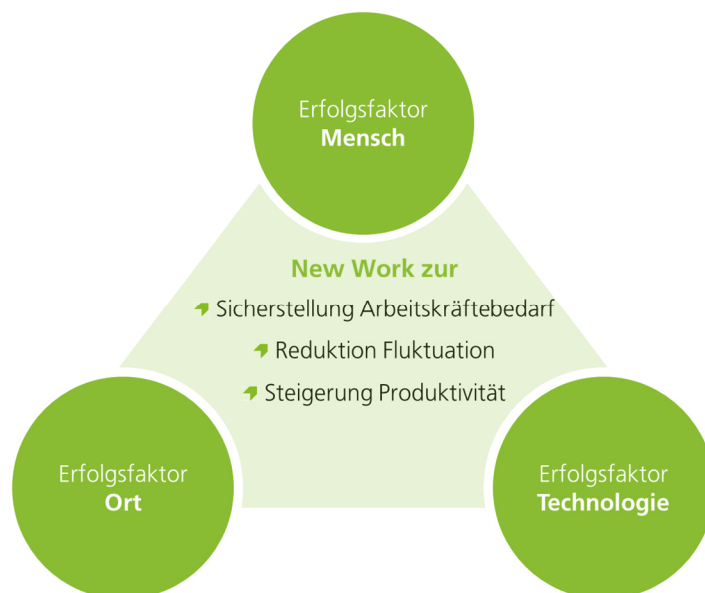 Erfolgsfaktor
Mensch
New Work zur
Sicherstellung Arbeitskräftebedarf
Reduktion Fluktuation
Steigerung Produktivität
Erfolgsfaktor
Ort
Erfolgsfaktor
Technologie